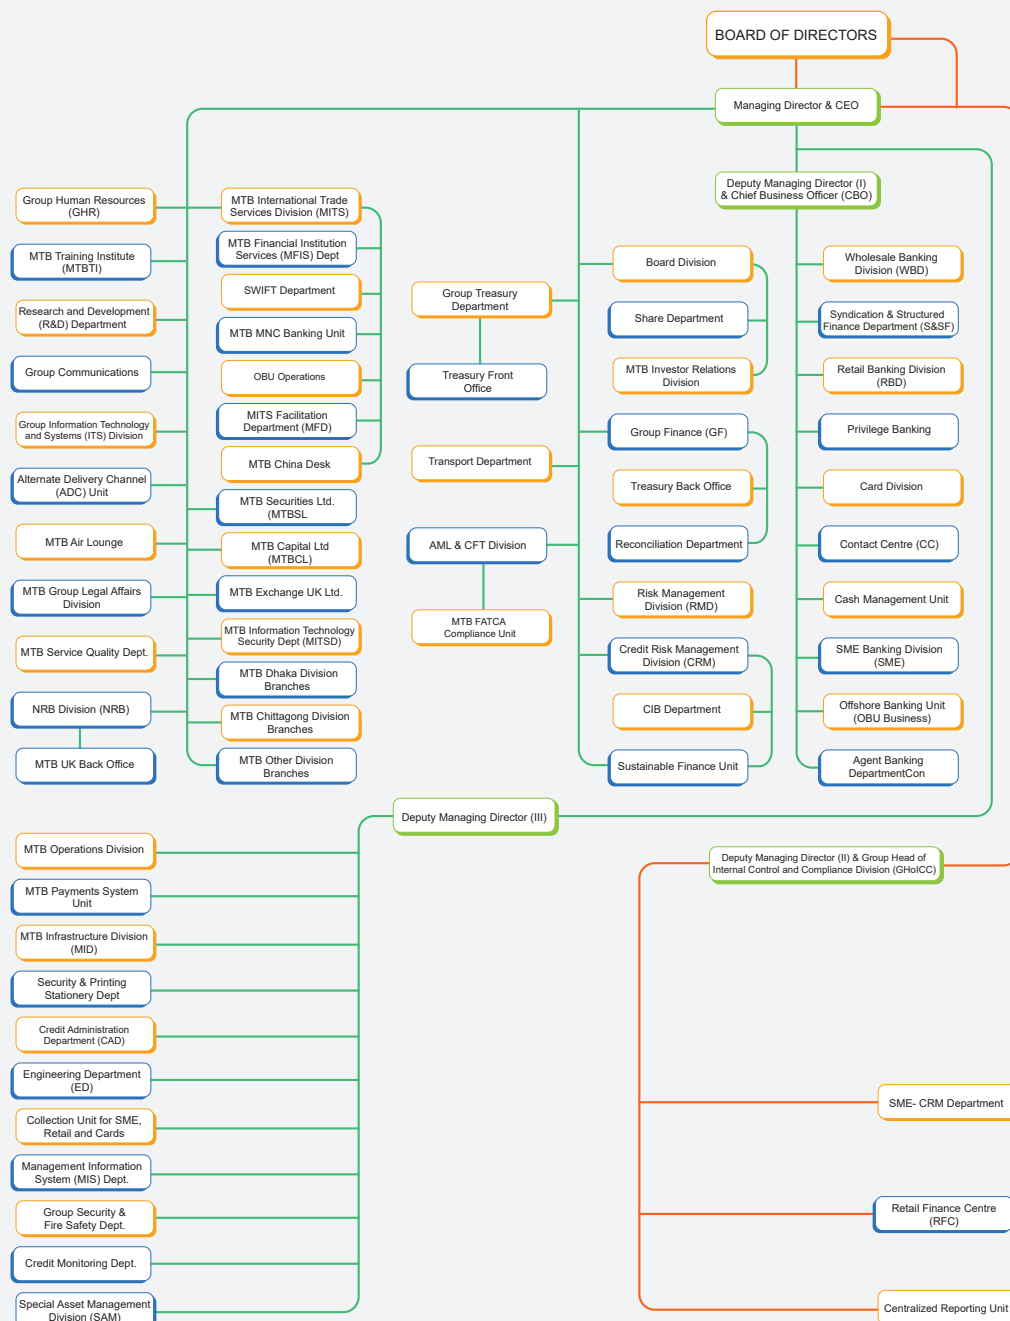 BOARD OF DIRECTORS
Managing Director & CEO
Deputy Managing Director (I)
& Chief Business Officer (CBO)
Group Human Resources
(GHR)
MTB Training Institute
(MTBTI)
Research and Development
(R&D) Department
Group Communications
Group Information Technology
and Systems (ITS) Division
Alternate Delivery Channel
(ADC) Unit
MTB Air Lounge
MTB Group Legal Affairs
Division
MTB Service Quality Dept.
NRB Division (NRB)
MTB UK Back Office
MTB International Trade
Services Division (MITS)
MTB Financial Institution
Services (MFIS) Dept
SWIFT Department
MTB MNC Banking Unit
OBU Operations
MITS Facilitation
Department (MFD)
MTB China Desk
MTB Securities Ltd.
(MTBSL
MTB Capital Ltd
(MTBCL)
MTB Exchange UK Ltd.
MTB Information Technology
Security Dept (MITSD)
MTB Dhaka Division
Branches
MTB Chittagong Division
Branches
MTB Other Division
Branches
Group Treasury
Department
Treasury Front
Office
Transport Department
AML & CFT Division
MTB FATCA
Compliance Unit
Board Division
Share Department
MTB Investor Relations
Division
Group Finance (GF)
Treasury Back Office
Reconciliation Department
Risk Management
Division (RMD)
Credit Risk Management
Division (CRM)
CIB Department
Sustainable Finance Unit
Wholesale Banking
Division (WBD)
Syndication & Structured
Finance Department (S&SF)
Retail Banking Division
(RBD)
Privilege Banking
Card Division
Contact Centre (CC)
Cash Management Unit
SME Banking Division
(SME)
Offshore Banking Unit
(OBU Business)
Agent Banking
DepartmentCon
Deputy Managing Director (III)
MTB Operations Division
MTB Payments System
Unit
MTB Infrastructure Division
(MID)
Security & Printing
Stationery Dept
Credit Administration
Department (CAD)
Engineering Department
(ED)
Collection Unit for SME,
Retail and Cards
Management Information
System (MIS) Dept.
Group Security &
Fire Safety Dept.
Credit Monitoring Dept.
Special Asset Management
Division (SAM)
Deputy Managing Director (II) & Group Head of
Internal Control and Compliance Division (GHoICC)
SME- CRM Department
Retail Finance Centre
(RFC)
Centralized Reporting Unit